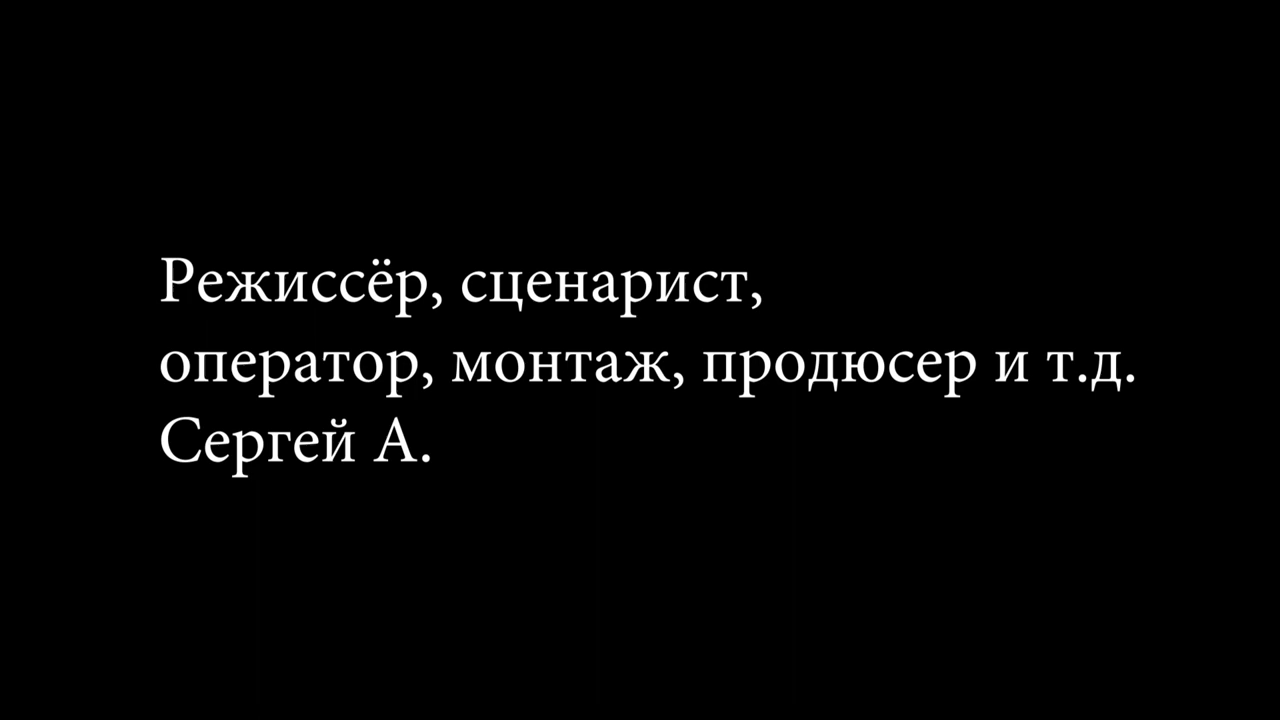 Режиссёр, сценарист,
оператор, монтаж, продюсер и т.д.
Сергей А.